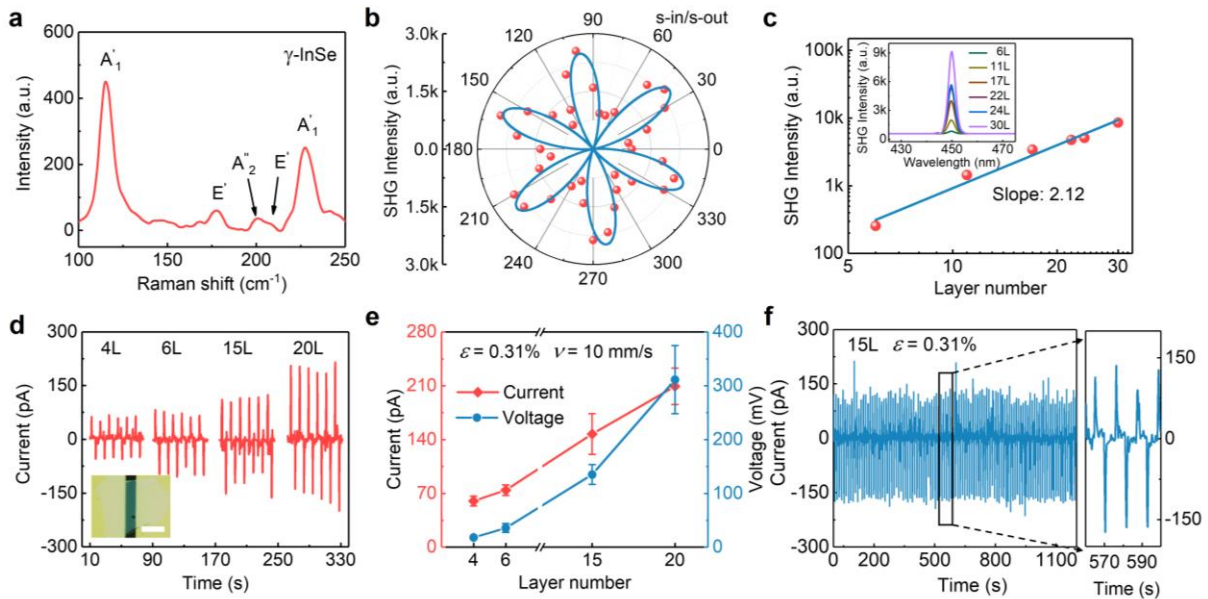 a
600
400
200
0
Intensity (a.u.)
γ-InSe
A'1
E'
A"2
E'
A'1
100 150 200 250
Raman shift (cm-1)
b
s-in/s-out
3.0k
1.5k
0.0
1.5k
3.0k
SHG Intensity (a.u.)
90
120 60
150 30
180 0
210 330
240 300
270
c
100k
10k
1k
100
SHG Intensity (a.u.)
9k
6k
3k
0
SHG Intensity (a.u.)
6L
11L
17L
22L
24L
30L
425 450 475
Wavelength (nm)
Slope: 2.12
5 10 20 30
Layer number
d
300
150
0
-150
-300
Current (pA)
4L 6L 15L 20L
10 90 170 250 330
Time (s)
e
280
210
140
70
0
Current (pA)
ε = 0.31% ν = 10 mm/s
Current
Voltage
400
300
200
100
0
Voltage (mV)
4 6 15 20
Layer number
f
300
150
0
-150
-300
Current (pA)
15L ε = 0.31%
0 200 500 800 1100
Time (s)
150
0
-150
570 590
Time (s)